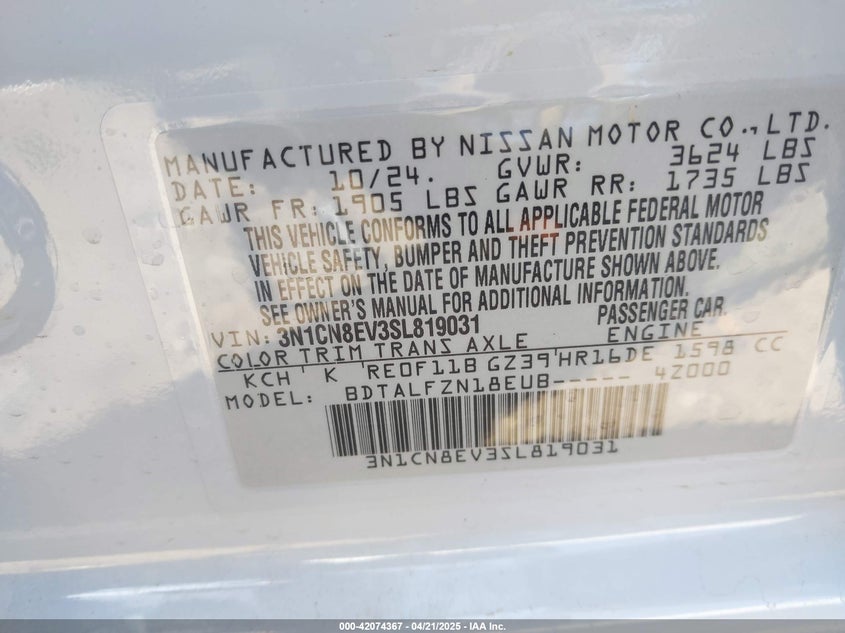 MANUFACTURED BY NISSAN MOTOR CO., LTD.
DATE: 10/24. GVWR: 3624 LBS
GAWR FR: 1905 LBS GAWR RR: 1735 LBS
THIS VEHICLE CONFORMS TO ALL APPLICABLE FEDERAL MOTOR
VEHICLE SAFETY, BUMPER AND THEFT PREVENTION STANDARDS
IN EFFECT ON THE DATE OF MANUFACTURE SHOWN ABOVE.
SEE OWNER'S MANUAL FOR ADDITIONAL INFORMATION.
VIN: 3N1CN8EV3SL819031 PASSENGER CAR.
COLOR TRIM TRANS AXLE ENGINE
KCH ' K 'RE0F11B GZ39'HR16DE 1598 CC
MODEL: BDTALFZN18EUB----- 4Z000
3N1CN8EV3SL819031
000-42074367 - 04/21/2025 - IAA Inc.